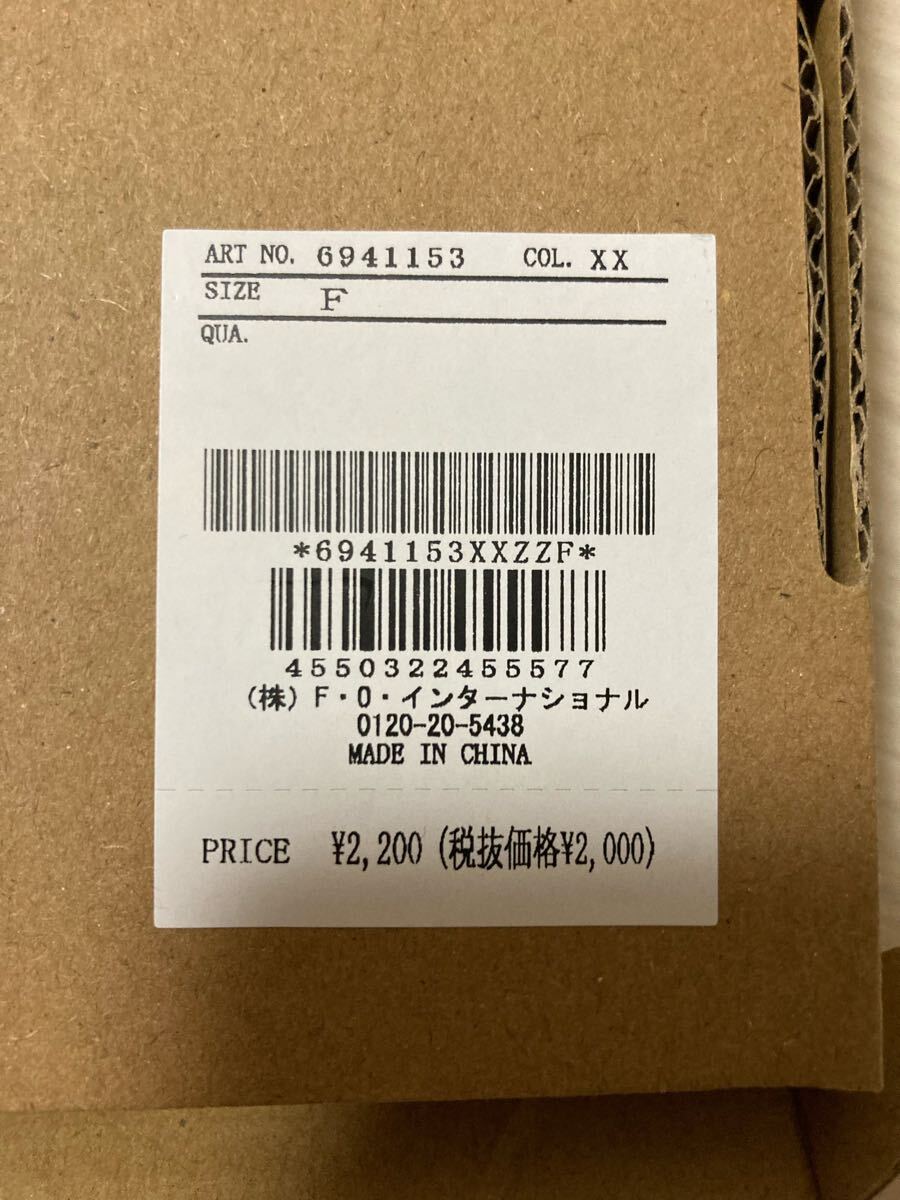 ART NO. 6941153 COL. XX
SIZE F
QUA.
*6941153XXZZF*
4550322455577
(株)F・O・インターナショナル
0120-20-5438
MADE IN CHINA
PRICE ¥2,200(税抜価格¥2,000)